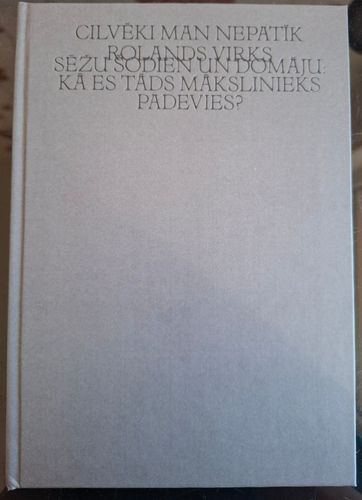 CILVĒKI MAN NEPATĪK
ROLANDS VIRKS
SĒŽU ŠODIEN UN DOMĀJU:
KĀ ES TĀDS MĀKSLINIEKS
PADEVIES?